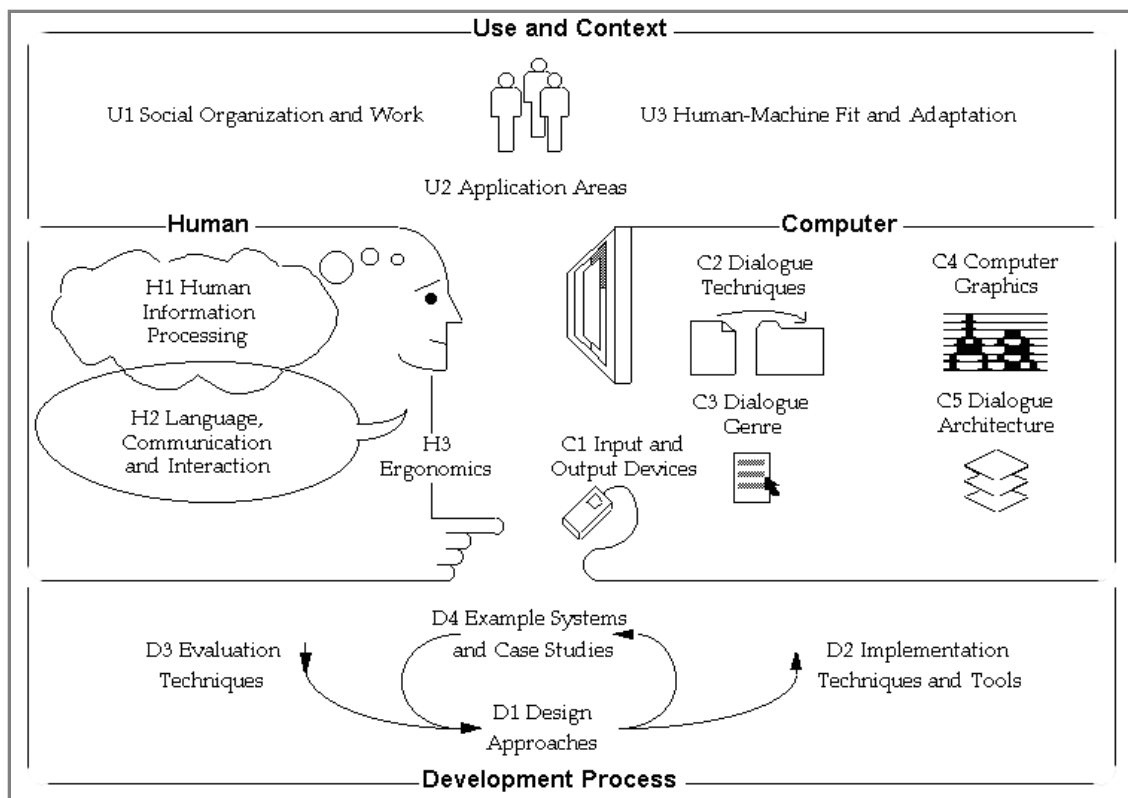 Use and Context
U1 Social Organization and Work
U3 Human-Machine Fit and Adaptation
U2 Application Areas
Human
H1 Human
Information
Processing
H2 Language,
Communication
and Interaction
H3
Ergonomics
Computer
C1 Input and
Output Devices
C2 Dialogue
Techniques
C3 Dialogue
Genre
C4 Computer
Graphics
C5 Dialogue
Architecture
D3 Evaluation
Techniques
D4 Example Systems
and Case Studies
D1 Design
Approaches
D2 Implementation
Techniques and Tools
Development Process